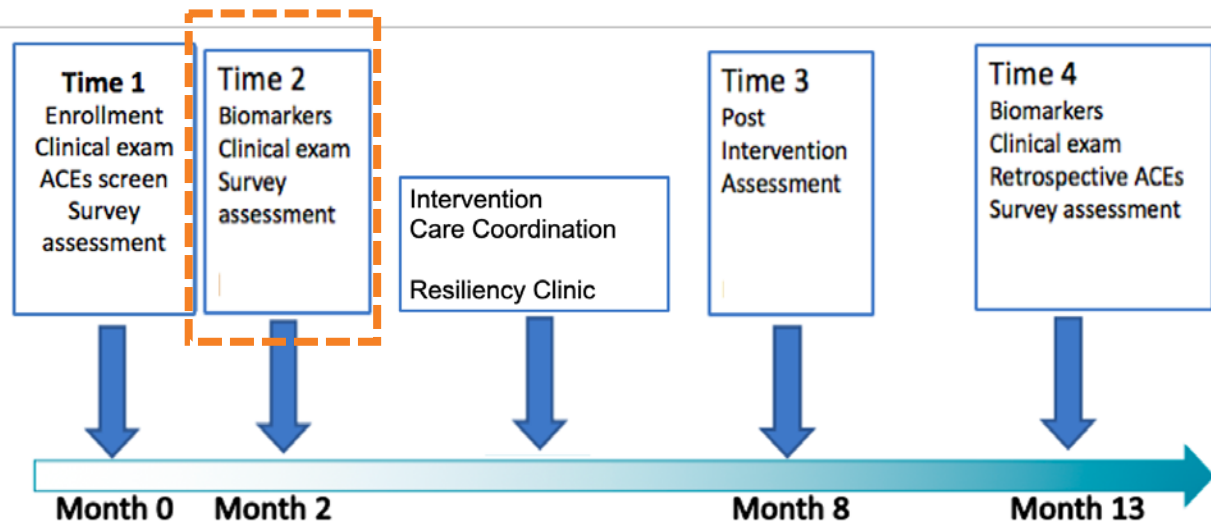 Time 1
Enrollment
Clinical exam
ACEs screen
Survey
assessment
Time 2
Biomarkers
Clinical exam
Survey
assessment
Intervention
Care Coordination
Resiliency Clinic
Time 3
Post
Intervention
Assessment
Time 4
Biomarkers
Clinical exam
Retrospective ACEs
Survey assessment
Month 0
Month 2
Month 8
Month 13